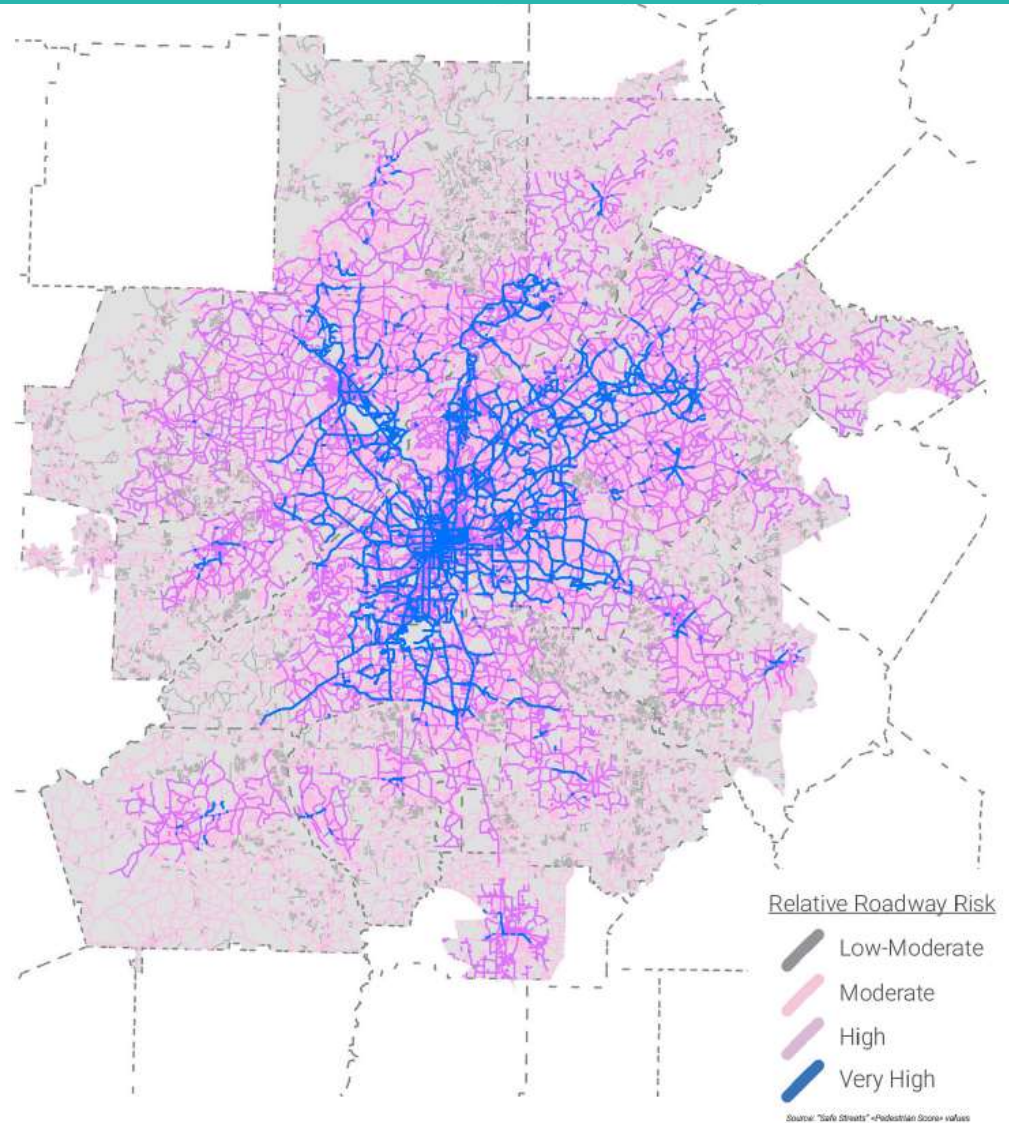 Relative Roadway Risk
Low-Moderate
Moderate
High
Very High
Source: "Safe Streets" «Pedestrian Score» values